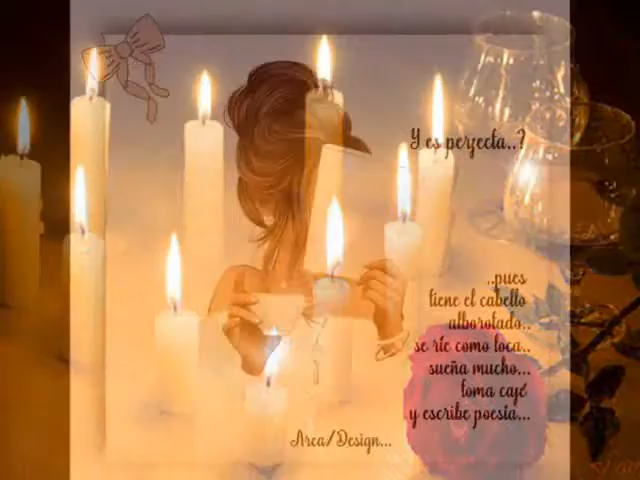 Y es perfecta..?
..pues
tiene el cabello
alborotado..
se ríe como loca..
sueña mucho...
toma café
y escribe poesía...
Arca/Design...